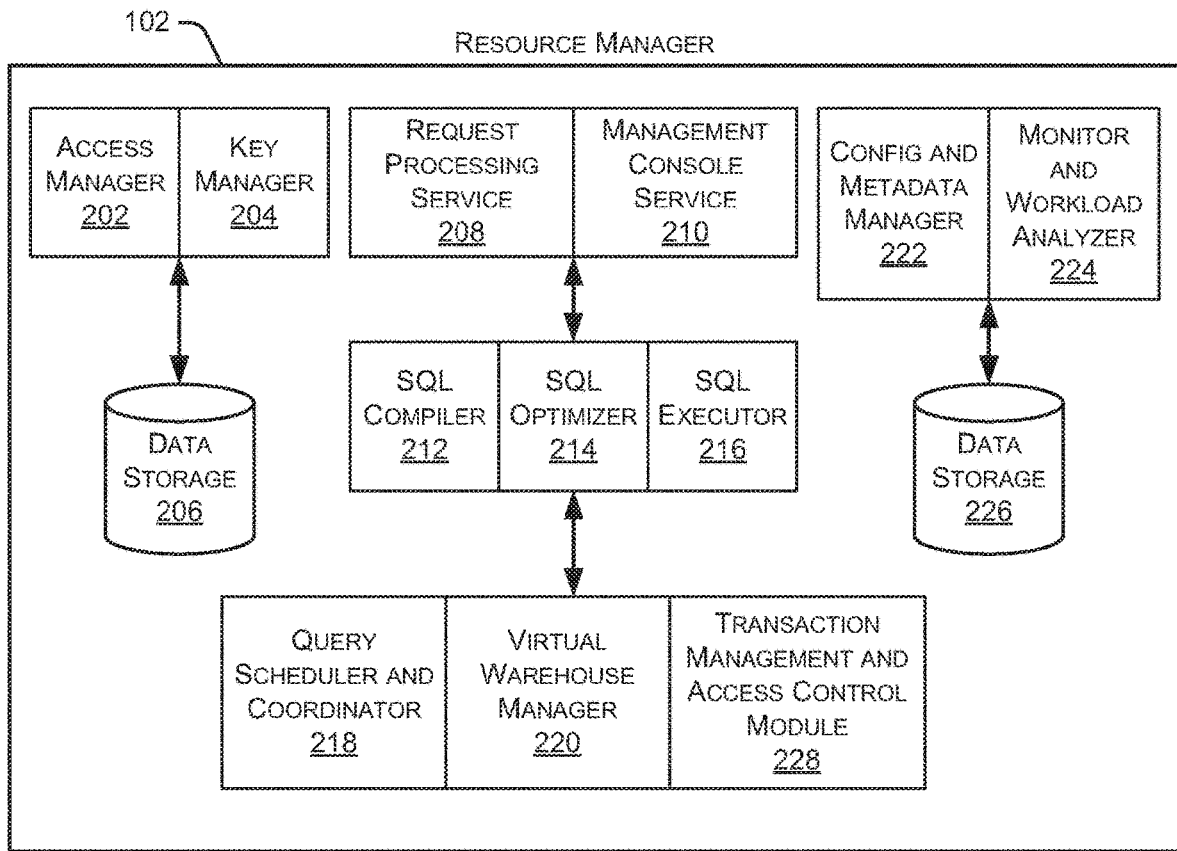 102
RESOURCE MANAGER
ACCESS
MANAGER
202
KEY
MANAGER
204
REQUEST
PROCESSING
SERVICE
208
MANAGEMENT
CONSOLE
SERVICE
210
CONFIG AND
METADATA
MANAGER
222
MONITOR
AND
WORKLOAD
ANALYZER
224
DATA
STORAGE
206
SQL
COMPILER
212
SQL
OPTIMIZER
214
SQL
EXECUTOR
216
DATA
STORAGE
226
QUERY
SCHEDULER AND
COORDINATOR
218
VIRTUAL
WAREHOUSE
MANAGER
220
TRANSACTION
MANAGEMENT AND
ACCESS CONTROL
MODULE
228